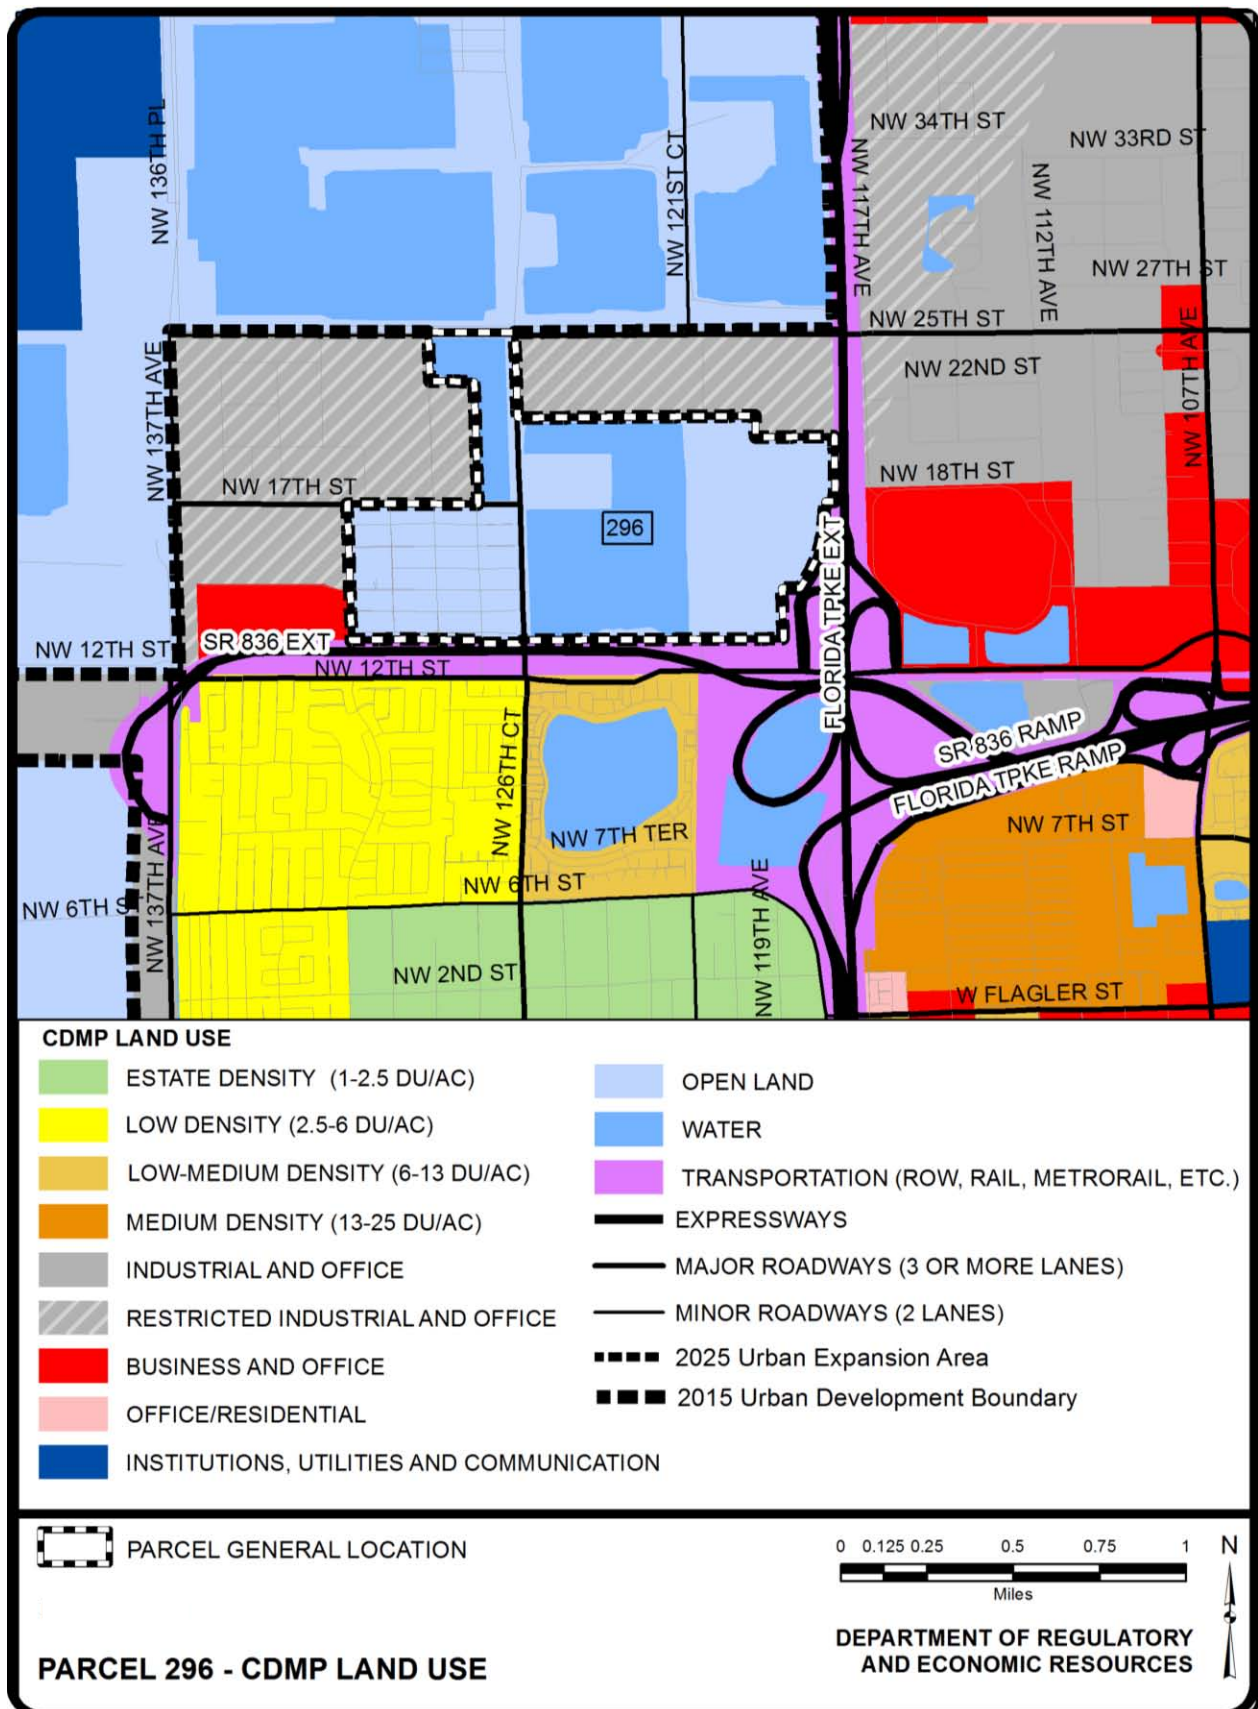 NW 136TH PL
NW 121ST CT
NW 34TH ST
NW 33RD ST
NW 117TH AVE
NW 112TH AVE
NW 27TH ST
NW 25TH ST
NW 137TH AVE
NW 22ND ST
NW 107TH AVE
NW 17TH ST
NW 18TH ST
296
FLORIDA TPKE EXT
NW 12TH ST
SR 836 EXT
NW 12TH ST
NW 126TH CT
SR 836 RAMP
FLORIDA TPKE RAMP
NW 7TH TER
NW 7TH ST
NW 137TH AVE
NW 6TH ST
NW 6TH ST
NW 119TH AVE
NW 2ND ST
W FLAGLER ST
CDMP LAND USE
ESTATE DENSITY (1-2.5 DU/AC)
LOW DENSITY (2.5-6 DU/AC)
LOW-MEDIUM DENSITY (6-13 DU/AC)
MEDIUM DENSITY (13-25 DU/AC)
INDUSTRIAL AND OFFICE
RESTRICTED INDUSTRIAL AND OFFICE
BUSINESS AND OFFICE
OFFICE/RESIDENTIAL
INSTITUTIONS, UTILITIES AND COMMUNICATION
OPEN LAND
WATER
TRANSPORTATION (ROW, RAIL, METRORAIL, ETC.)
EXPRESSWAYS
MAJOR ROADWAYS (3 OR MORE LANES)
MINOR ROADWAYS (2 LANES)
2025 Urban Expansion Area
2015 Urban Development Boundary
PARCEL GENERAL LOCATION
0 0.125 0.25 0.5 0.75 1
Miles
N
DEPARTMENT OF REGULATORY
AND ECONOMIC RESOURCES
PARCEL 296 - CDMP LAND USE